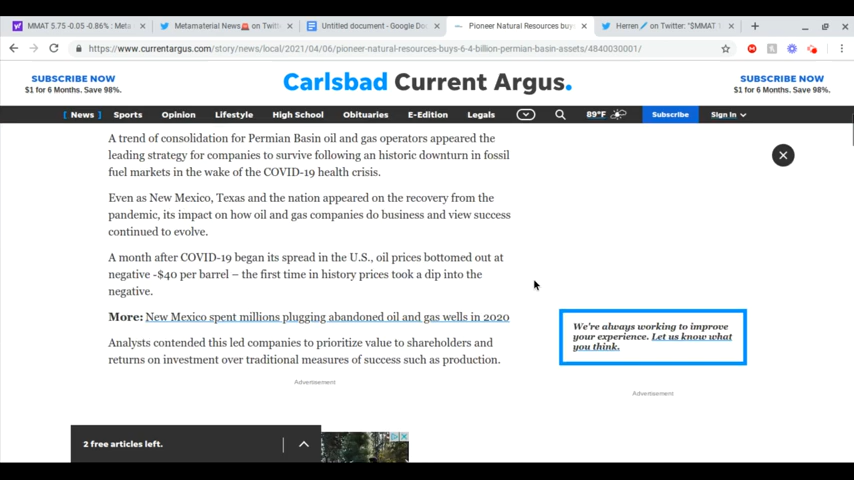 MMAT 5.75 -0.05 -0.86% : Meta
Metamaterial News🚨 on Twitt
Untitled document - Google Do
Pioneer Natural Resources buys
Herren🖊 on Twitter: "$MMAT
https://www.currentargus.com/story/news/local/2021/04/06/pioneer-natural-resources-buys-6-4-billion-permian-basin-assets/4840030001/
SUBSCRIBE NOW
$1 for 6 Months. Save 98%.
Carlsbad Current Argus.
SUBSCRIBE NOW
$1 for 6 Months. Save 98%.
[ News ] Sports Opinion Lifestyle High School Obituaries E-Edition Legals 89°F Subscribe Sign In
A trend of consolidation for Permian Basin oil and gas operators appeared the
leading strategy for companies to survive following an historic downturn in fossil
fuel markets in the wake of the COVID-19 health crisis.
Even as New Mexico, Texas and the nation appeared on the recovery from the
pandemic, its impact on how oil and gas companies do business and view success
continued to evolve.
A month after COVID-19 began its spread in the U.S., oil prices bottomed out at
negative -$40 per barrel – the first time in history prices took a dip into the
negative.
More: New Mexico spent millions plugging abandoned oil and gas wells in 2020
Analysts contended this led companies to prioritize value to shareholders and
returns on investment over traditional measures of success such as production.
We're always working to improve
your experience. Let us know what
you think.
Advertisement
Advertisement
2 free articles left.